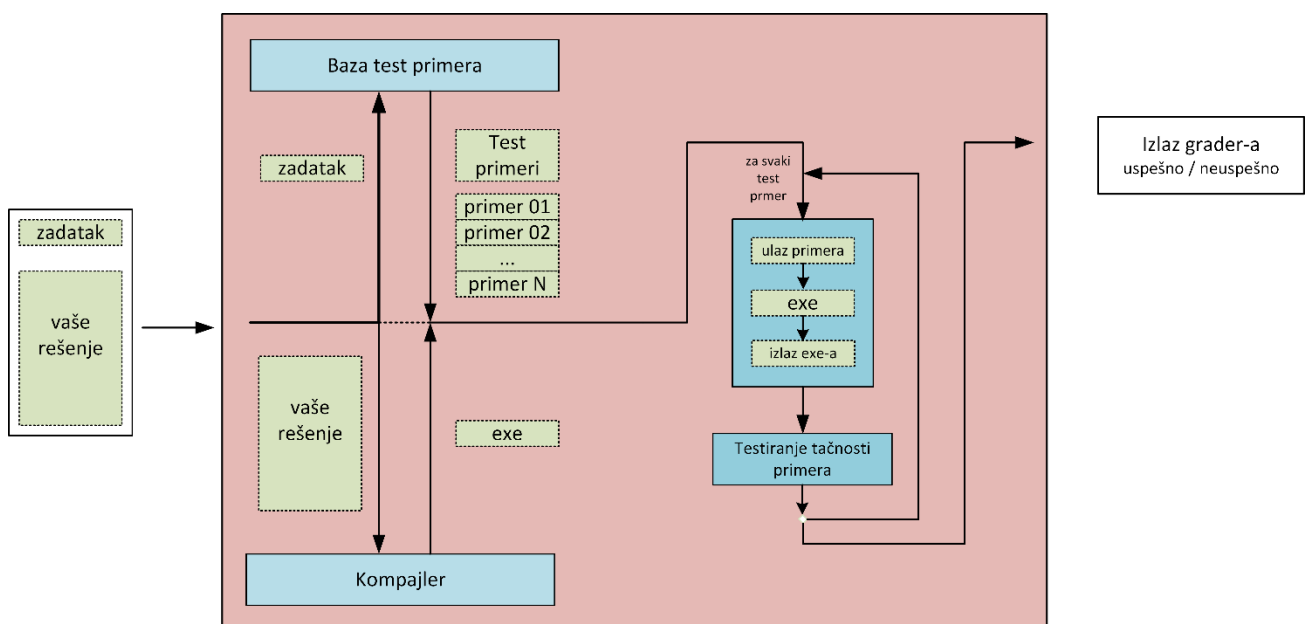 zadatak
vaše
rešenje
Baza test primera
zadatak
Test
primeri
primer 01
primer 02
...
primer N
vaše
rešenje
exe
Kompajler
za svaki
test
prmer
ulaz primera
exe
izlaz exe-a
Testiranje tačnosti
primera
Izlaz grader-a
uspešno / neuspešno